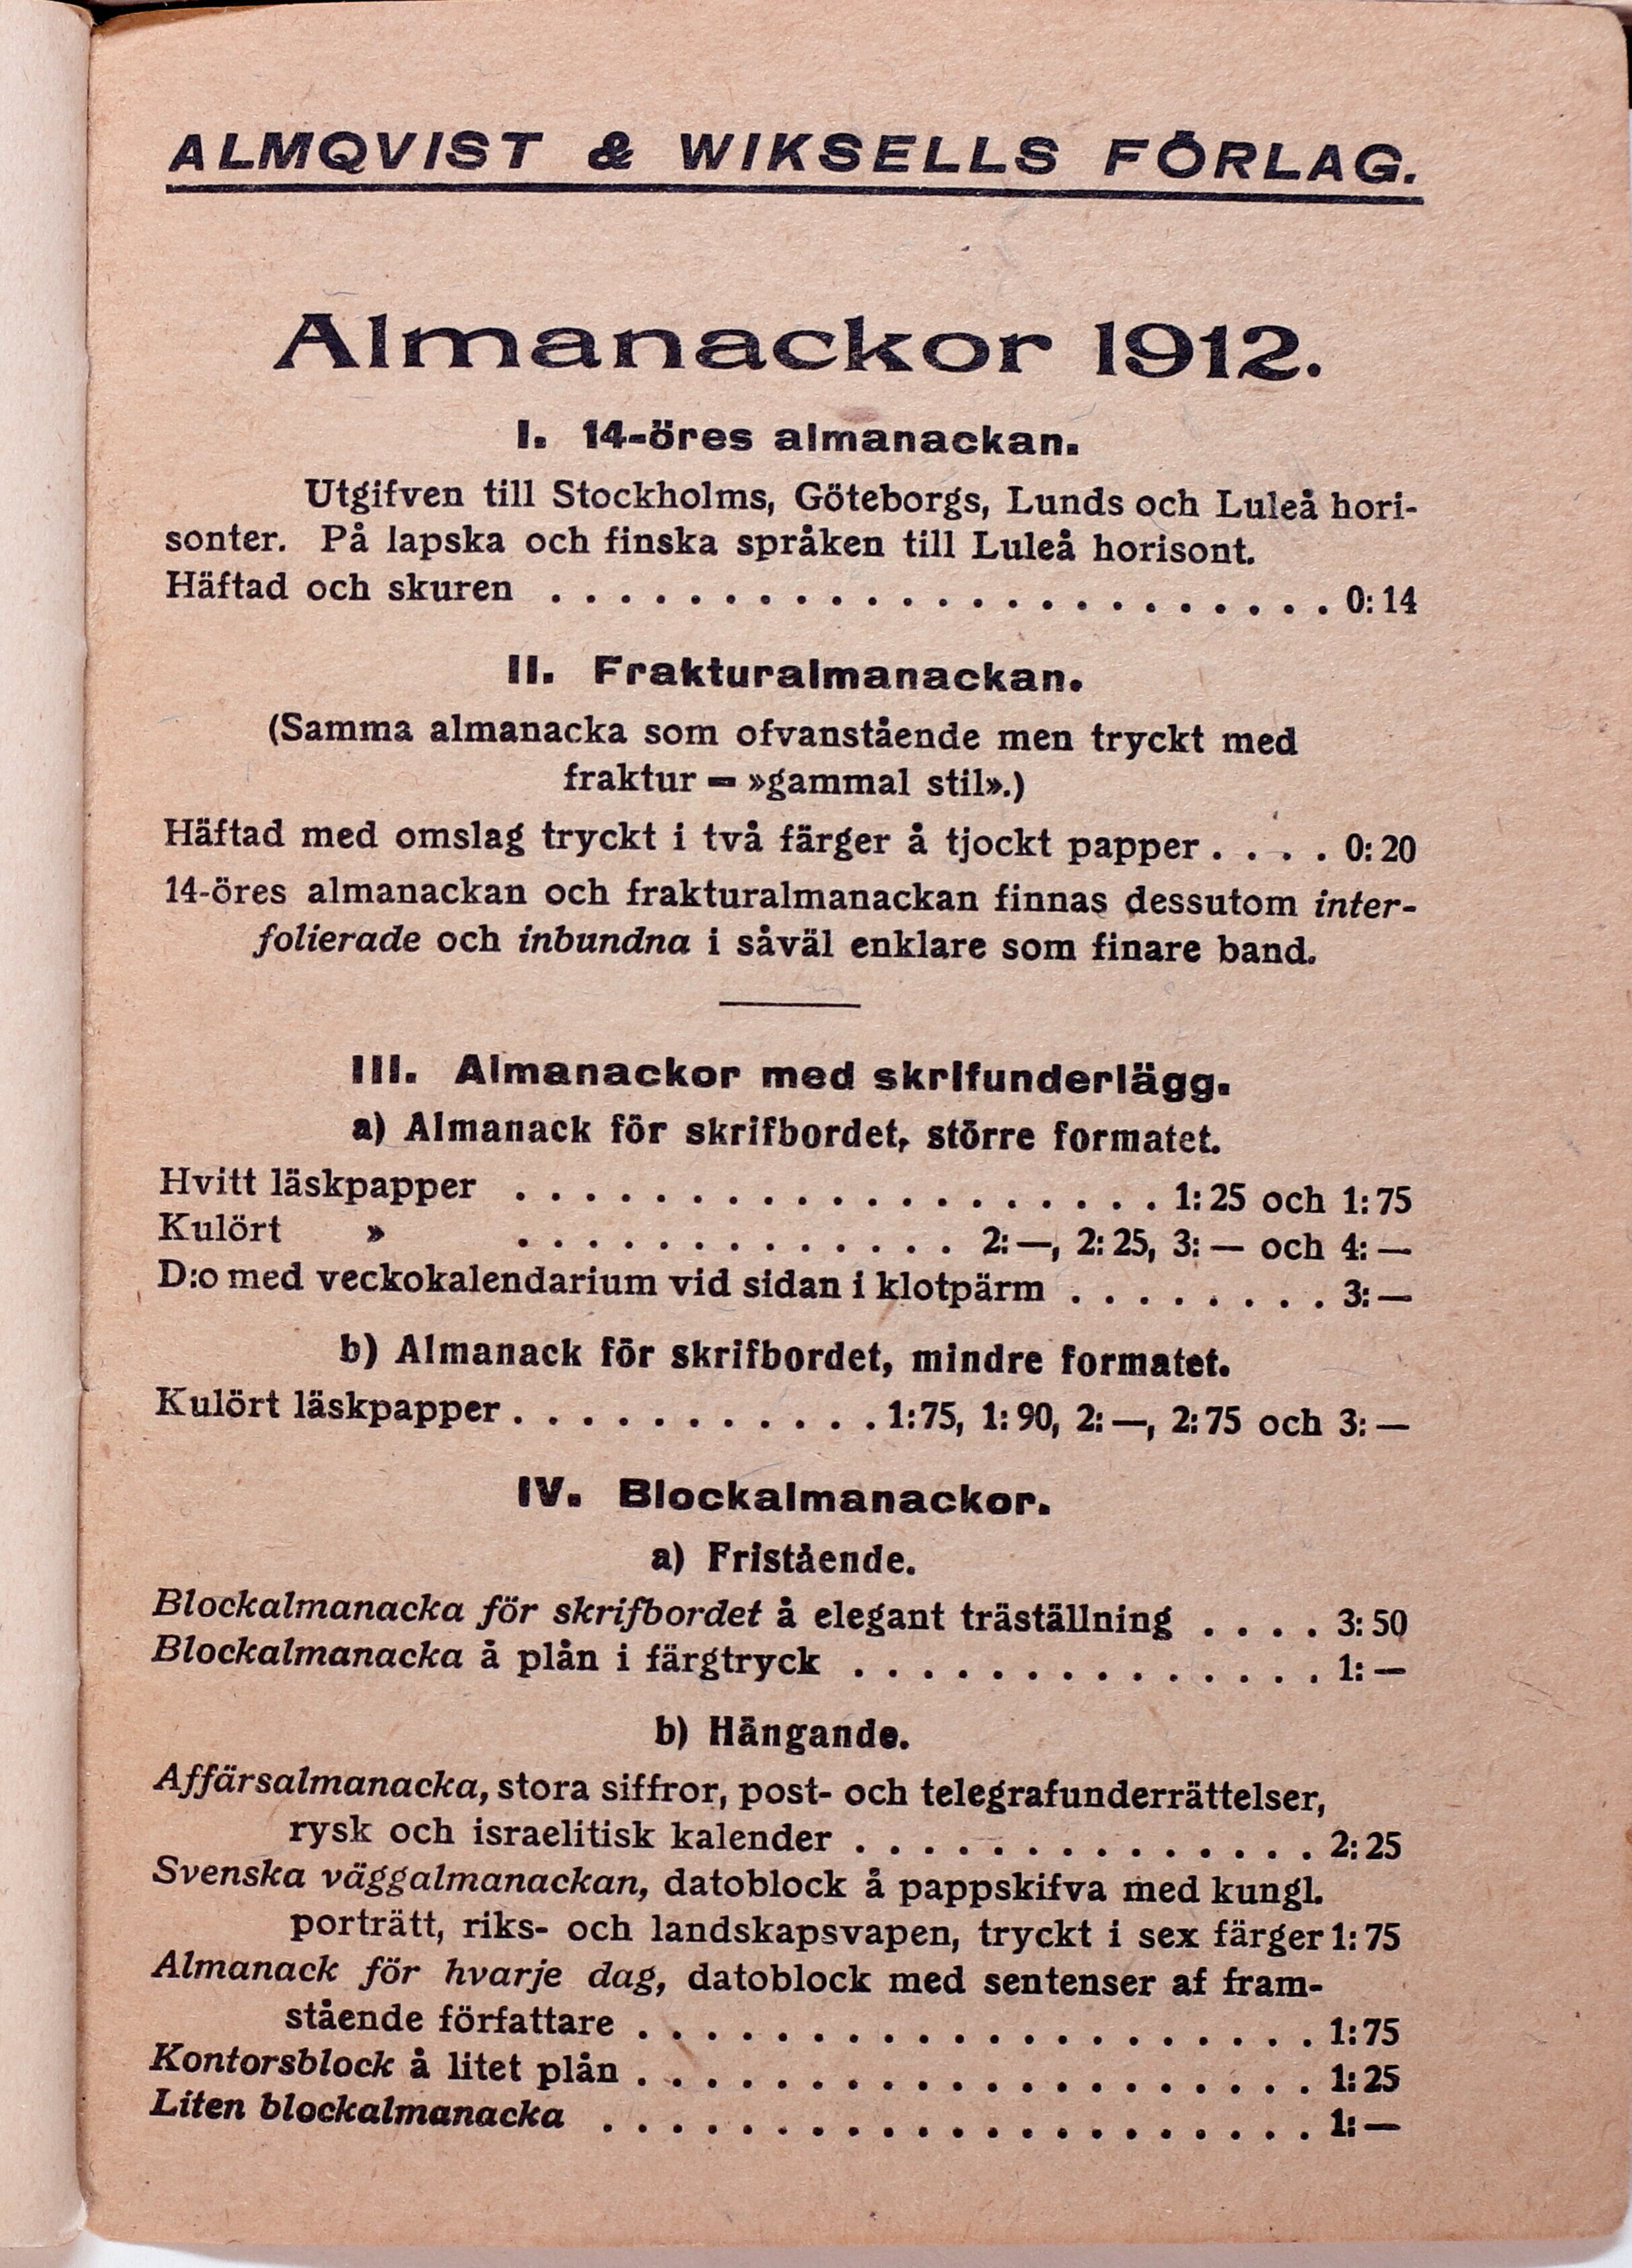 ALMQVIST & WIKSELLS FÖRLAG.
Almanackor 1912.
I. 14-öres almanackan.
Utgifven till Stockholms, Göteborgs, Lunds och Luleå hori-
sonter. På lapska och finska språken till Luleå horisont.
Häftad och skuren . . . . . . . . . . . . . . . . . . . . . . . 0: 14
II. Frakturalmanackan.
(Samma almanacka som ofvanstående men tryckt med
fraktur = »gammal stil».)
Häftad med omslag tryckt i två färger å tjockt papper . . . . 0: 20
14-öres almanackan och frakturalmanackan finnas dessutom inter-
folierade och inbundna i såväl enklare som finare band.
III. Almanackor med skrifunderlägg.
a) Almanack för skrifbordet, större formatet.
Hvitt läskpapper . . . . . . . . . . . . . . . . . . . 1: 25 och 1: 75
Kulört » . . . . . . . . . . . . . 2: —, 2: 25, 3: — och 4: —
D:o med veckokalendarium vid sidan i klotpärm . . . . . . . . 3: —
b) Almanack för skrifbordet, mindre formatet.
Kulört läskpapper . . . . . . . . . . . 1: 75, 1: 90, 2: —, 2: 75 och 3: —
IV. Blockalmanackor.
a) Fristående.
Blockalmanacka för skrifbordet å elegant träställning . . . . 3: 50
Blockalmanacka å plån i färgtryck . . . . . . . . . . . . . . 1: —
b) Hängande.
Affärsalmanacka, stora siffror, post- och telegrafunderrättelser,
rysk och israelitisk kalender . . . . . . . . . . . . . . 2: 25
Svenska väggalmanackan, datoblock å pappskifva med kungl.
porträtt, riks- och landskapsvapen, tryckt i sex färger 1: 75
Almanack för hvarje dag, datoblock med sentenser af fram-
stående författare . . . . . . . . . . . . . . . . . . . . 1: 75
Kontorsblock å litet plån . . . . . . . . . . . . . . . . . . . . 1: 25
Liten blockalmanacka . . . . . . . . . . . . . . . . . . . . . 1: —